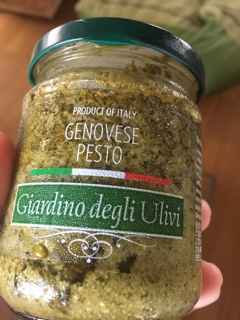 PRODUCT OF ITALY
GENOVESE
PESTO
Giardino degli Ulivi